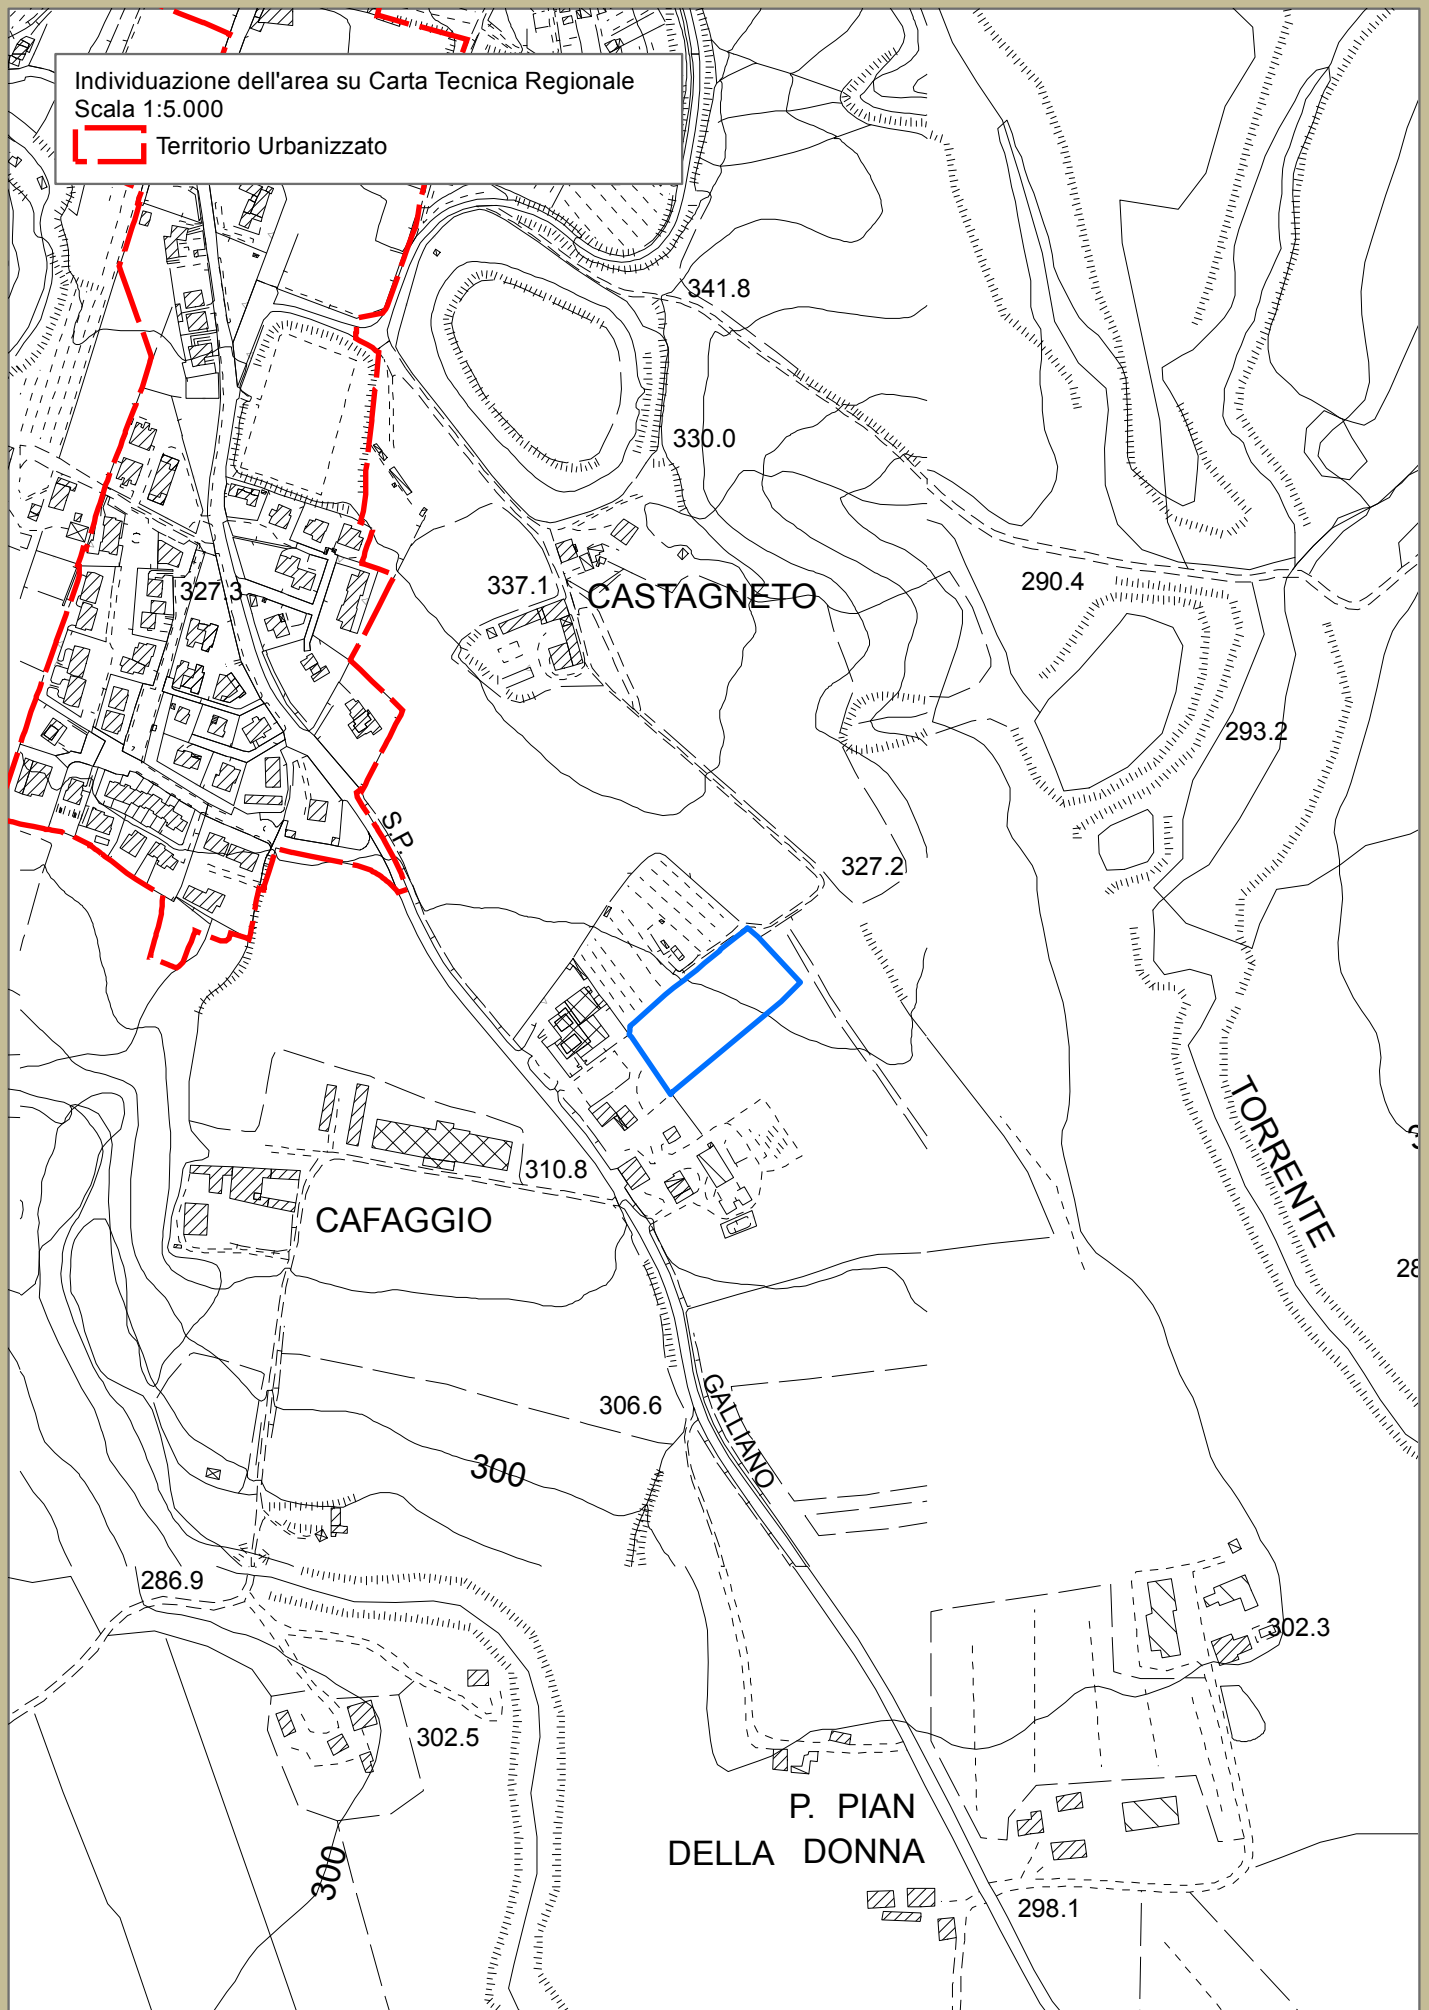 Individuazione dell'area su Carta Tecnica Regionale
Scala 1:5.000
Territorio Urbanizzato
341.8
330.0
327.3
337.1
CASTAGNETO
290.4
293.2
S.P.
327.2
TORRENTE
310.8
CAFAGGIO
28
306.6
GALLIANO
300
286.9
302.3
302.5
P. PIAN
DELLA DONNA
300
298.1